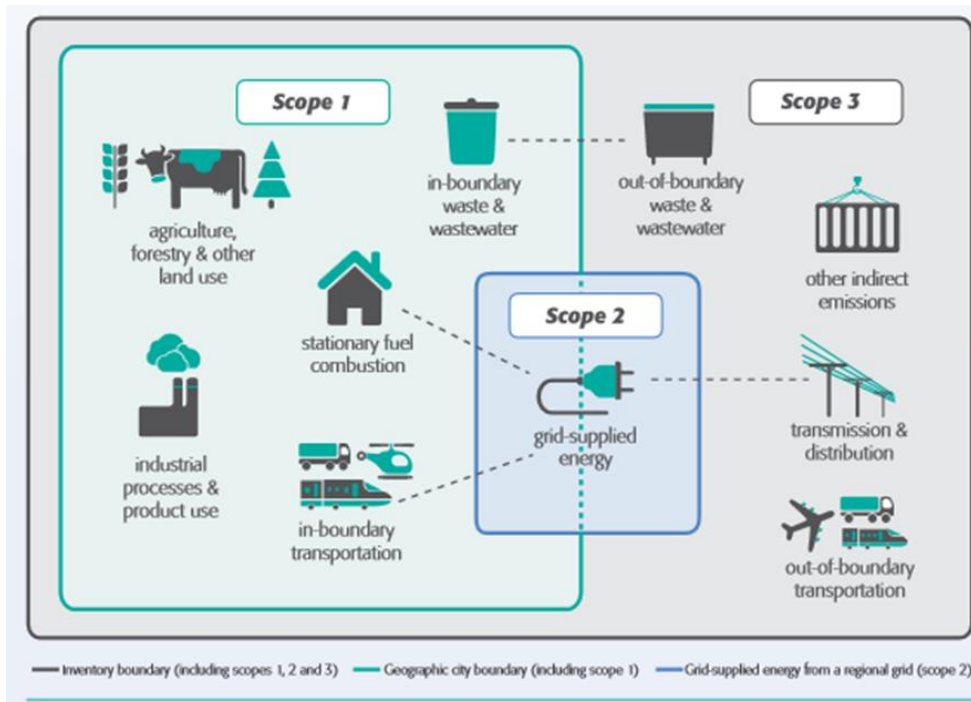 Scope 1
Scope 3
in-boundary
waste &
wastewater
out-of-boundary
waste &
wastewater
agriculture,
forestry & other
land use
other indirect
emissions
stationary fuel
combustion
Scope 2
grid-supplied
energy
transmission &
distribution
industrial
processes &
product use
in-boundary
transportation
out-of-boundary
transportation
Inventory boundary (including scopes 1, 2 and 3)
Geographic city boundary (including scope 1)
Grid-supplied energy from a regional grid (scope 2)